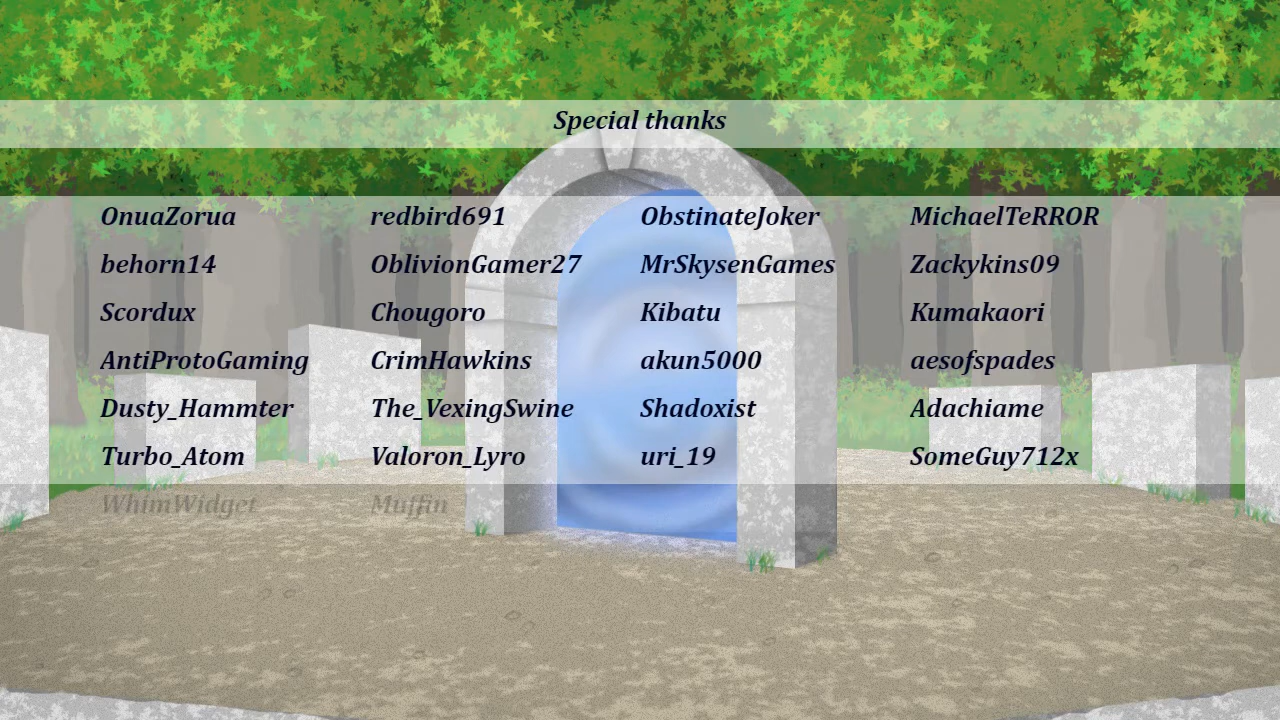 Special thanks
OnuaZorua redbird691 ObstinateJoker MichaelTeRROR
behorn14 OblivionGamer27 MrSkysenGames Zackykins09
Scordux Chougoro Kibatu Kumakaori
AntiProtoGaming CrimHawkins akun5000 aesofspades
Dusty_Hammter The_VexingSwine Shadoxist Adachiame
Turbo_Atom Valoron_Lyro uri_19 SomeGuy712x
WhimWidget Muffin